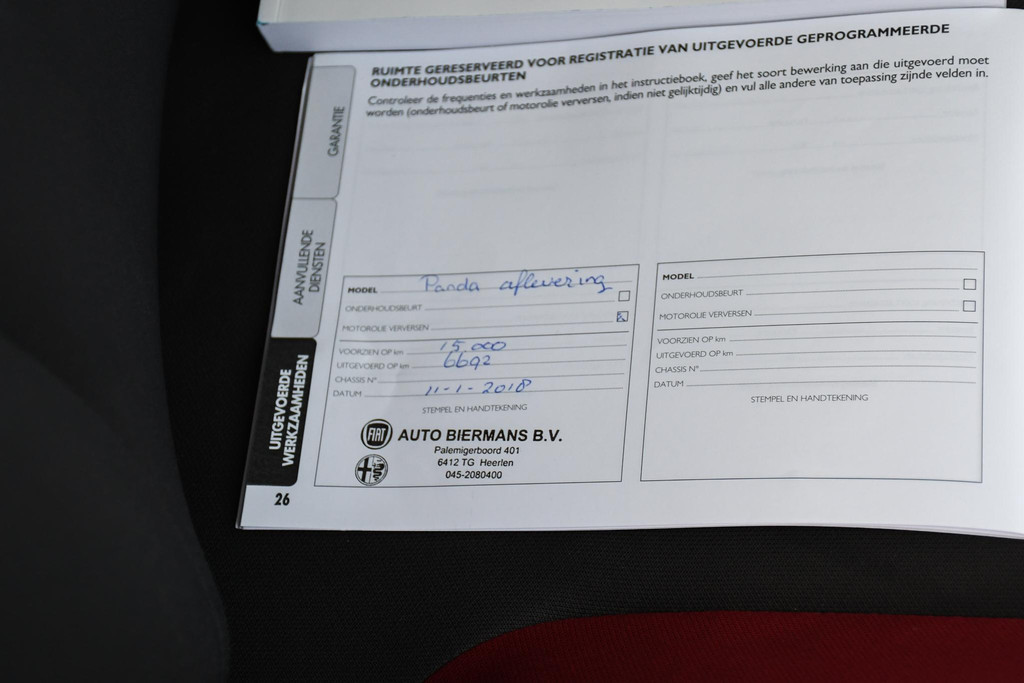 RUIMTE GERESERVEERD VOOR REGISTRATIE VAN UITGEVOERDE GEPROGRAMMEERDE
ONDERHOUDSBEURTEN
Controleer de frequenties en werkzaamheden in het instructieboek, geef het soort bewerking aan die uitgevoerd moet
worden (onderhoudsbeurt of motorolie verversen, indien niet gelijktijdig) en vul alle andere van toepassing zijnde velden in.
GARANTIE
AANVULLENDE
DIENSTEN
UITGEVOERDE
WERKZAAMHEDEN
MODEL Panda aflevering
ONDERHOUDSBEURT
MOTOROLIE VERVERSEN
VOORZIEN OP km 15.000
UITGEVOERD OP km 6692
CHASSIS N°
DATUM 11-1-2018
STEMPEL EN HANDTEKENING
FIAT
AUTO BIERMANS B.V.
Palemigerboord 401
6412 TG Heerlen
045-2080400
MODEL
ONDERHOUDSBEURT
MOTOROLIE VERVERSEN
VOORZIEN OP km
UITGEVOERD OP km
CHASSIS N°
DATUM
STEMPEL EN HANDTEKENING
26